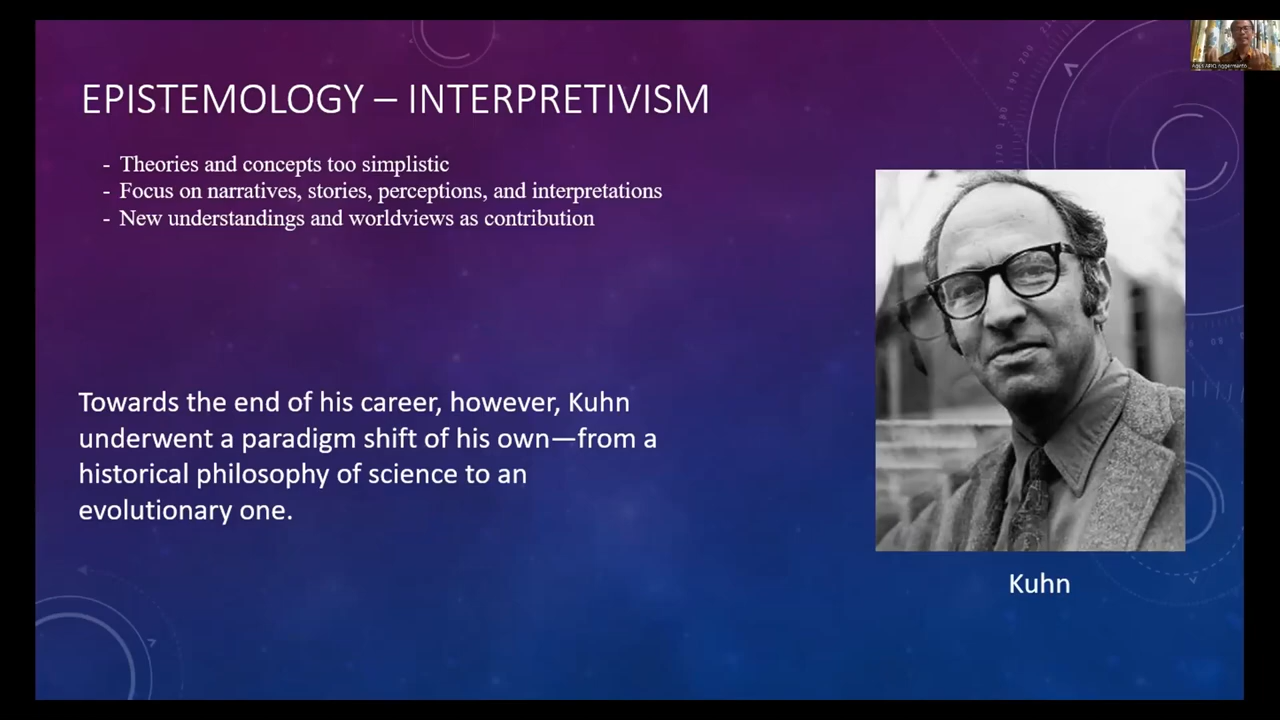 EPISTEMOLOGY – INTERPRETIVISM
- Theories and concepts too simplistic
- Focus on narratives, stories, perceptions, and interpretations
- New understandings and worldviews as contribution
Towards the end of his career, however, Kuhn
underwent a paradigm shift of his own—from a
historical philosophy of science to an
evolutionary one.
Kuhn